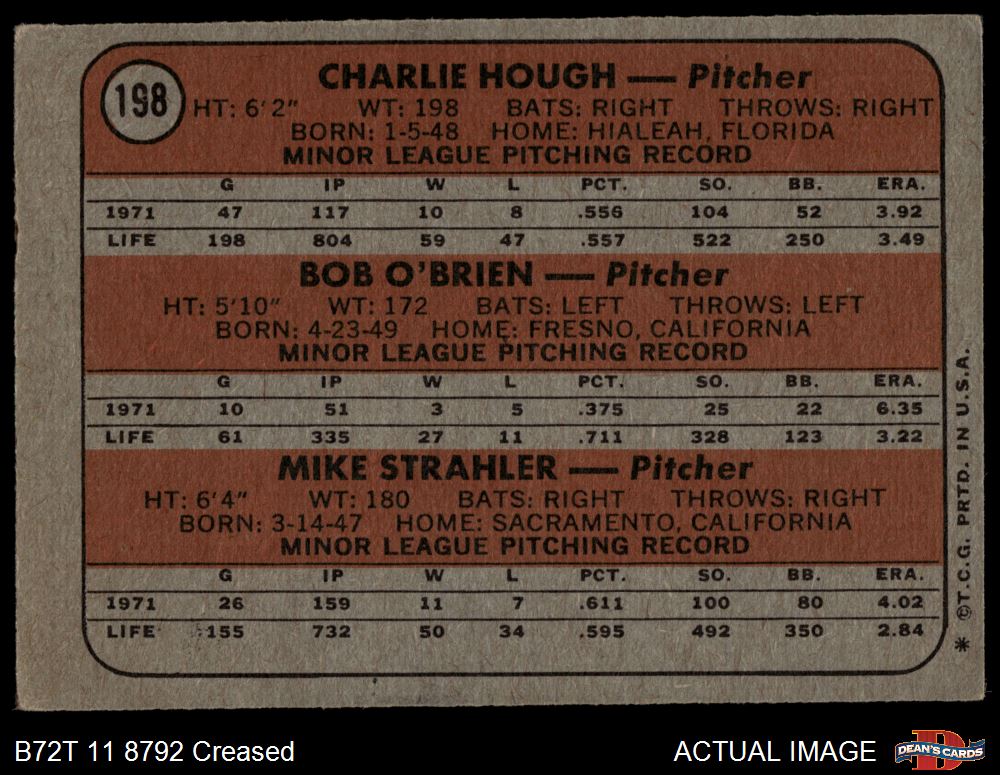 198
CHARLIE HOUGH — Pitcher
HT: 6'2" WT: 198 BATS: RIGHT THROWS: RIGHT
BORN: 1-5-48 HOME: HIALEAH, FLORIDA
MINOR LEAGUE PITCHING RECORD
G IP W L PCT. SO. BB. ERA.
1971 47 117 10 8 .556 104 52 3.92
LIFE 198 804 59 47 .557 522 250 3.49
BOB O'BRIEN — Pitcher
HT: 5'10" WT: 172 BATS: LEFT THROWS: LEFT
BORN: 4-23-49 HOME: FRESNO, CALIFORNIA
MINOR LEAGUE PITCHING RECORD
G IP W L PCT. SO. BB. ERA.
1971 10 51 3 5 .375 25 22 6.35
LIFE 61 335 27 11 .711 328 123 3.22
MIKE STRAHLER — Pitcher
HT: 6'4" WT: 180 BATS: RIGHT THROWS: RIGHT
BORN: 3-14-47 HOME: SACRAMENTO, CALIFORNIA
MINOR LEAGUE PITCHING RECORD
G IP W L PCT. SO. BB. ERA.
1971 26 159 11 7 .611 100 80 4.02
LIFE 155 732 50 34 .595 492 350 2.84
* ©T.C.G. PRTD. IN U.S.A.
B72T 11 8792 Creased
ACTUAL IMAGE
DEAN'S CARDS